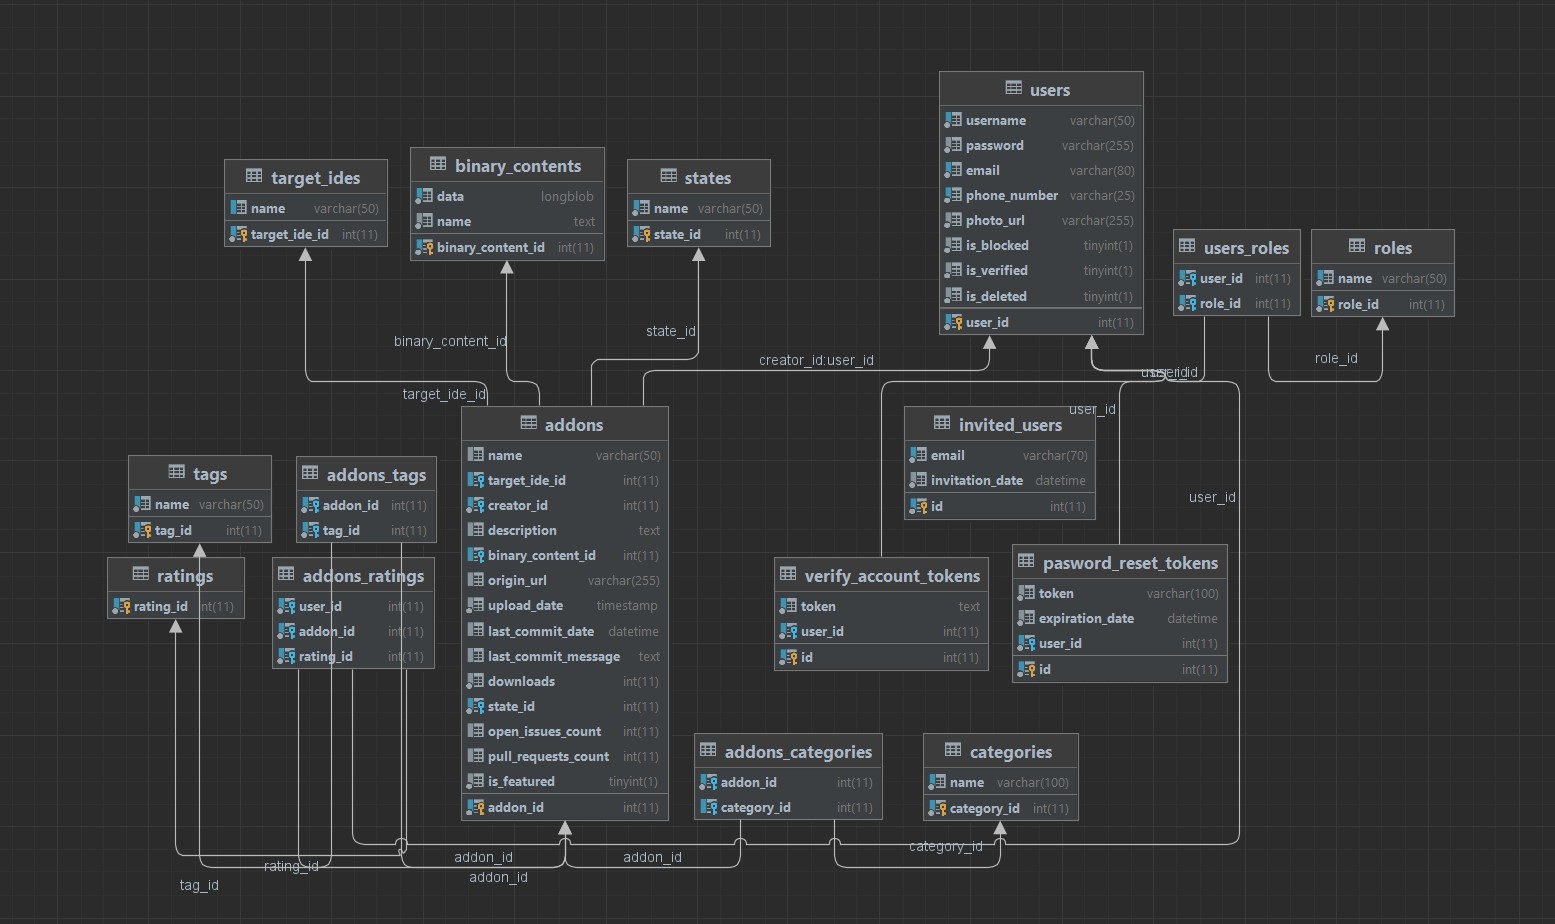 users
username varchar(50)
password varchar(255)
email varchar(80)
phone_number varchar(25)
photo_url varchar(255)
is_blocked tinyint(1)
is_verified tinyint(1)
is_deleted tinyint(1)
user_id int(11)
target_ides
name varchar(50)
target_ide_id int(11)
binary_contents
data longblob
name text
binary_content_id int(11)
states
name varchar(50)
state_id int(11)
users_roles
user_id int(11)
role_id int(11)
roles
name varchar(50)
role_id int(11)
binary_content_id
state_id
creator_id:user_id
role_id
target_ide_id
user_id
user_id
addons
name varchar(50)
target_ide_id int(11)
creator_id int(11)
description text
binary_content_id int(11)
origin_url varchar(255)
upload_date timestamp
last_commit_date datetime
last_commit_message text
downloads int(11)
state_id int(11)
open_issues_count int(11)
pull_requests_count int(11)
is_featured tinyint(1)
addon_id int(11)
invited_users
email varchar(70)
invitation_date datetime
id int(11)
tags
name varchar(50)
tag_id int(11)
addons_tags
addon_id int(11)
tag_id int(11)
user_id
ratings
rating_id int(11)
addons_ratings
user_id int(11)
addon_id int(11)
rating_id int(11)
verify_account_tokens
token text
user_id int(11)
id int(11)
pasword_reset_tokens
token varchar(100)
expiration_date datetime
user_id int(11)
id int(11)
addons_categories
addon_id int(11)
category_id int(11)
categories
name varchar(100)
category_id int(11)
category_id
addon_id
addon_id
rating_id
addon_id
tag_id